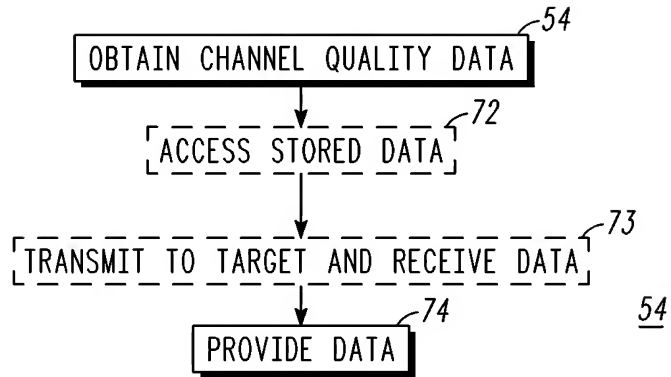 54
OBTAIN CHANNEL QUALITY DATA
72
ACCESS STORED DATA
73
TRANSMIT TO TARGET AND RECEIVE DATA
54
74
PROVIDE DATA